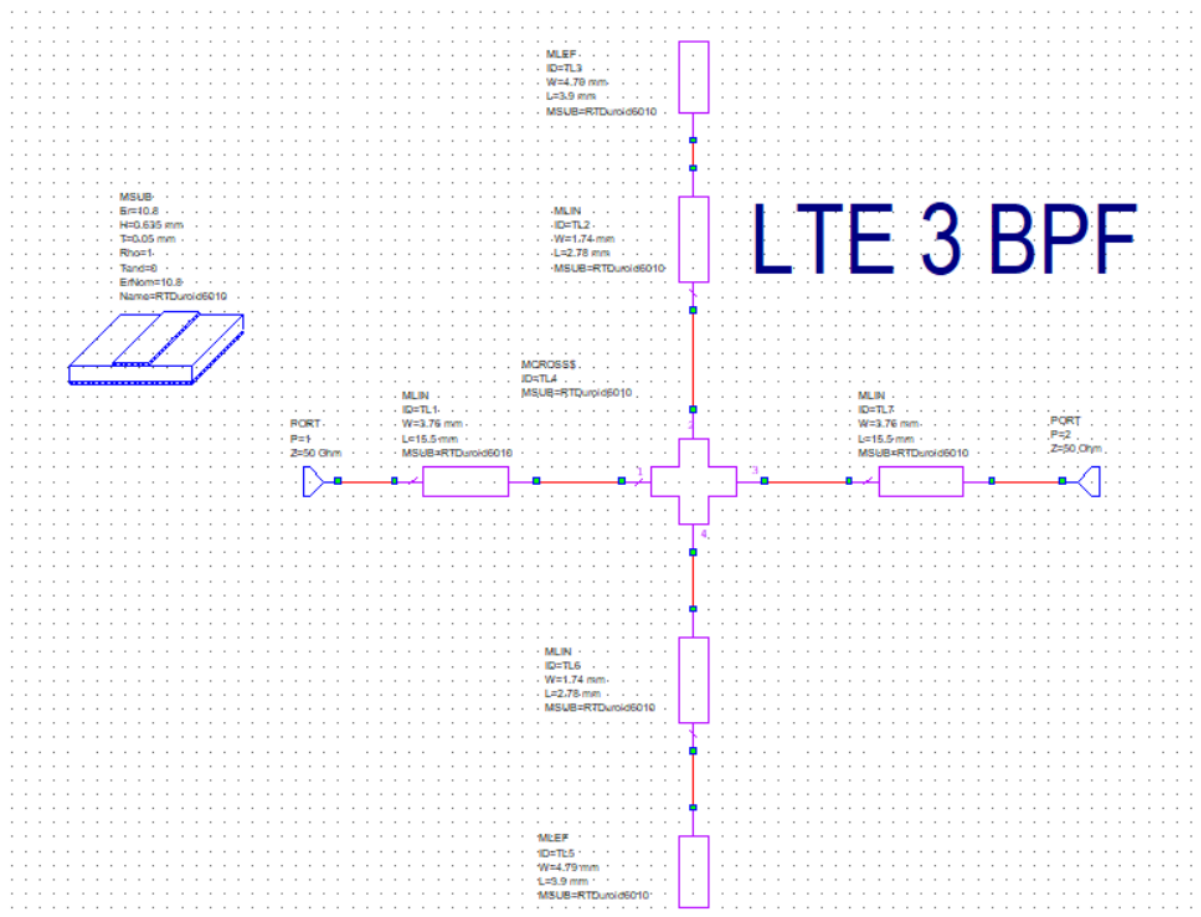 MLEF
ID=TL3
W=4.79 mm
L=3.9 mm
MSUB=RTDuroid6010
MSUB
Er=10.8
H=0.635 mm
T=0.05 mm
Rho=1
Tand=0
ErNom=10.8
Name=RTDuroid6010
MLIN
ID=TL2
W=1.74 mm
L=2.78 mm
MSUB=RTDuroid6010
LTE 3 BPF
2
MCROSS$
ID=TL4
MSUB=RTDuroid6010
PORT
P=1
Z=50 Ohm
MLIN
ID=TL1
W=3.76 mm
L=15.5 mm
MSUB=RTDuroid6010
1
3
MLIN
ID=TL7
W=3.76 mm
L=15.5 mm
MSUB=RTDuroid6010
PORT
P=2
Z=50 Ohm
4
MLIN
ID=TL6
W=1.74 mm
L=2.78 mm
MSUB=RTDuroid6010
MLEF
ID=TL5
W=4.79 mm
L=3.9 mm
MSUB=RTDuroid6010